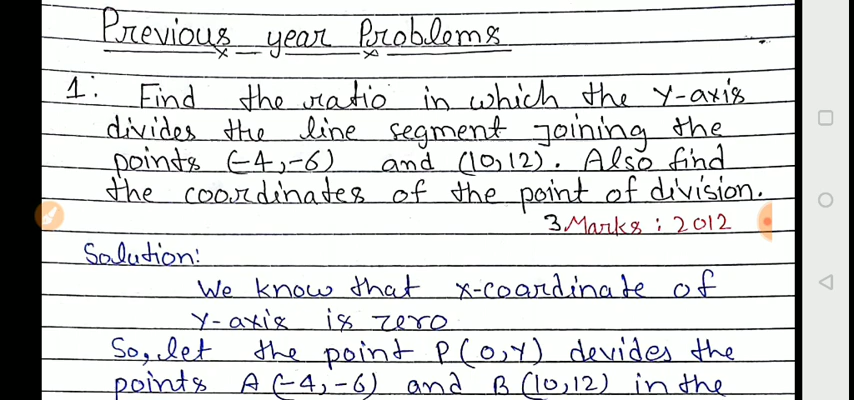 Previous year Problems
1: Find the ratio in which the Y-axis
divides the line segment joining the
points (-4,-6) and (10,12). Also find
the coordinates of the point of division.
3 Marks: 2012
Solution:
We know that x-coordinate of
Y-axis is zero
So, let the point P(0,Y) devides the
points A(-4,-6) and B(10,12) in the